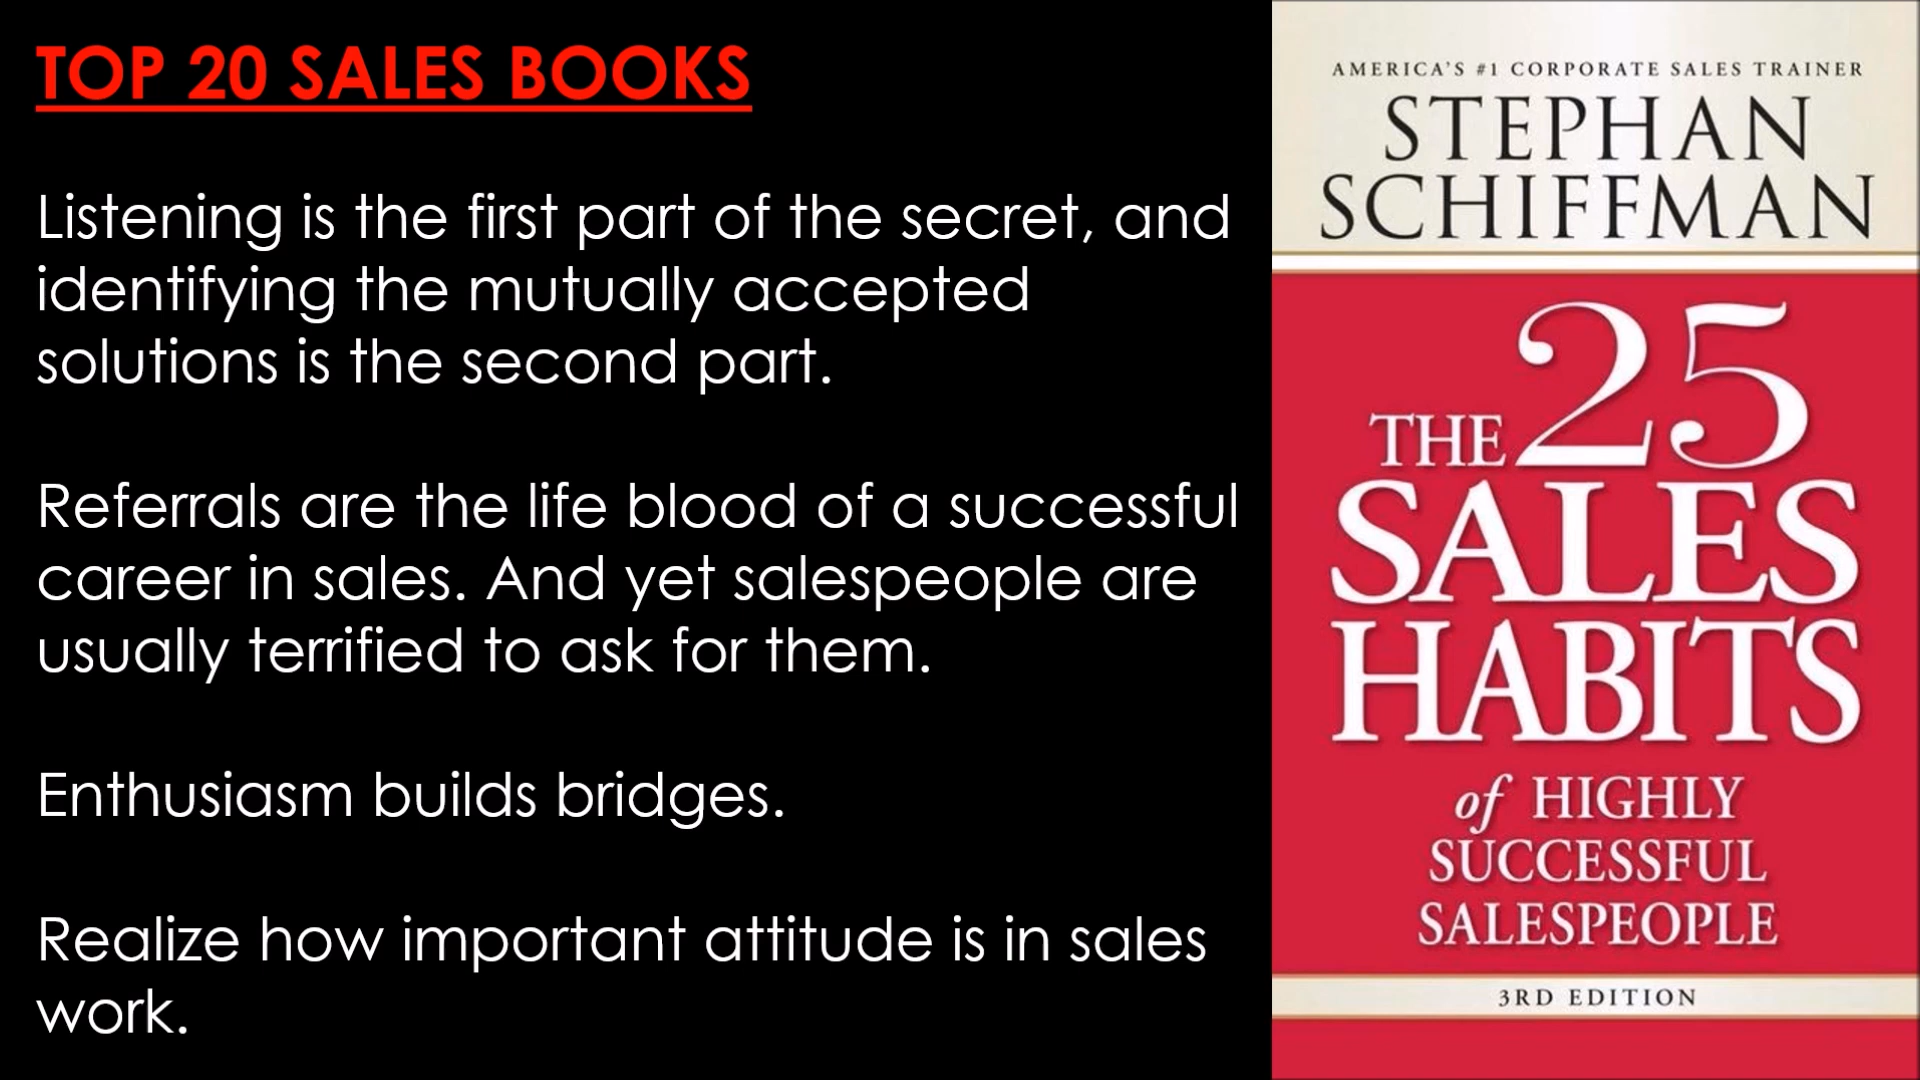 TOP 20 SALES BOOKS
Listening is the first part of the secret, and
identifying the mutually accepted
solutions is the second part.
Referrals are the life blood of a successful
career in sales. And yet salespeople are
usually terrified to ask for them.
Enthusiasm builds bridges.
Realize how important attitude is in sales
work.
AMERICA'S #1 CORPORATE SALES TRAINER
STEPHAN
SCHIFFMAN
THE 25
SALES
HABITS
of HIGHLY
SUCCESSFUL
SALESPEOPLE
3RD EDITION